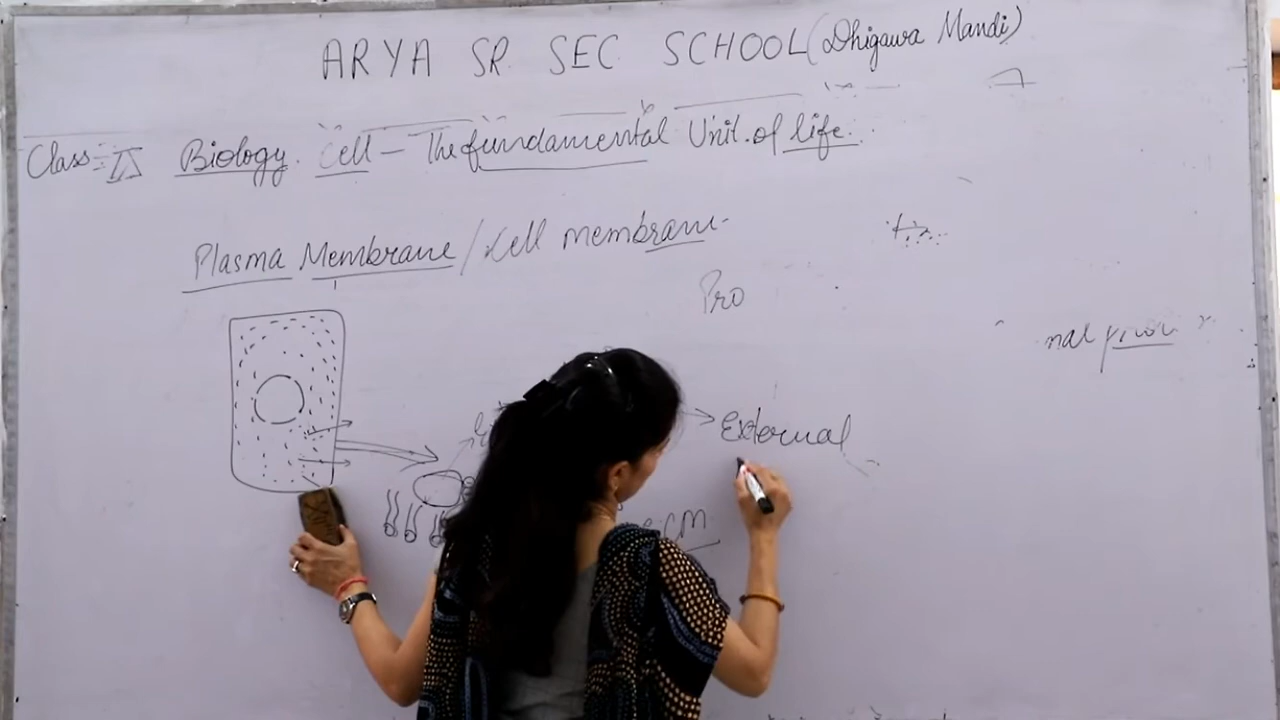 ARYA SR SEC SCHOOL (Dhigawa Mandi)
Class - IX Biology. Cell - The fundamental Unit of life.
Plasma Membrane / Cell membrane
Pro
External
CM